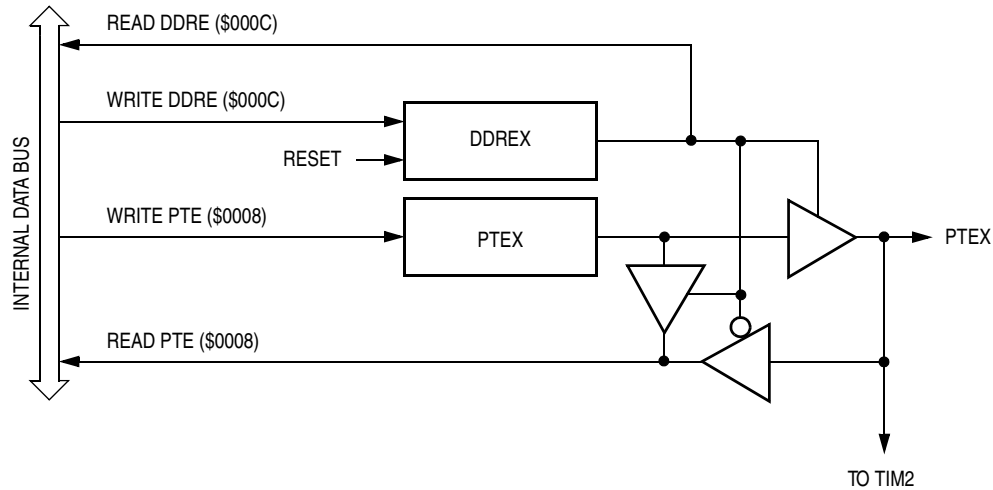 READ DDRE ($000C)
WRITE DDRE ($000C)
DDREX
RESET
INTERNAL DATA BUS
WRITE PTE ($0008)
PTEX
PTEX
READ PTE ($0008)
TO TIM2